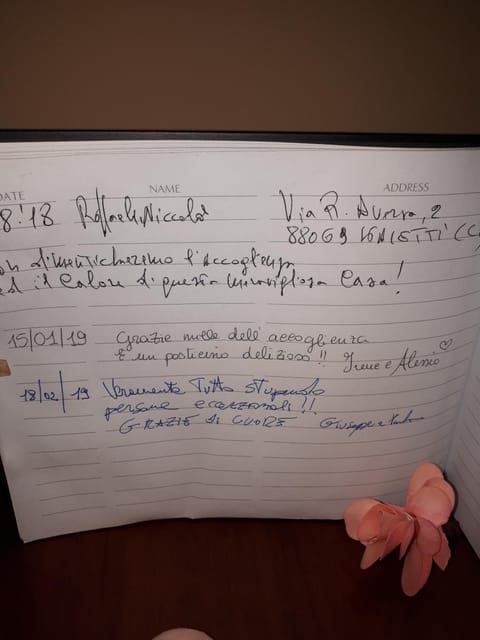 DATE NAME ADDRESS
8:18 Raffaele Niccolò Via R. 2
88069
dimenticheremo l'accoglienza
ed il calore di questa meravigliosa casa!
15/01/19 Grazie mille dell'accoglienza
È un posticino delizioso!! Irene e Alessio
18/02/19 Veramente Tutto stupendo
persone eccezionali!!
GRAZIE di CUORE Giuseppe e